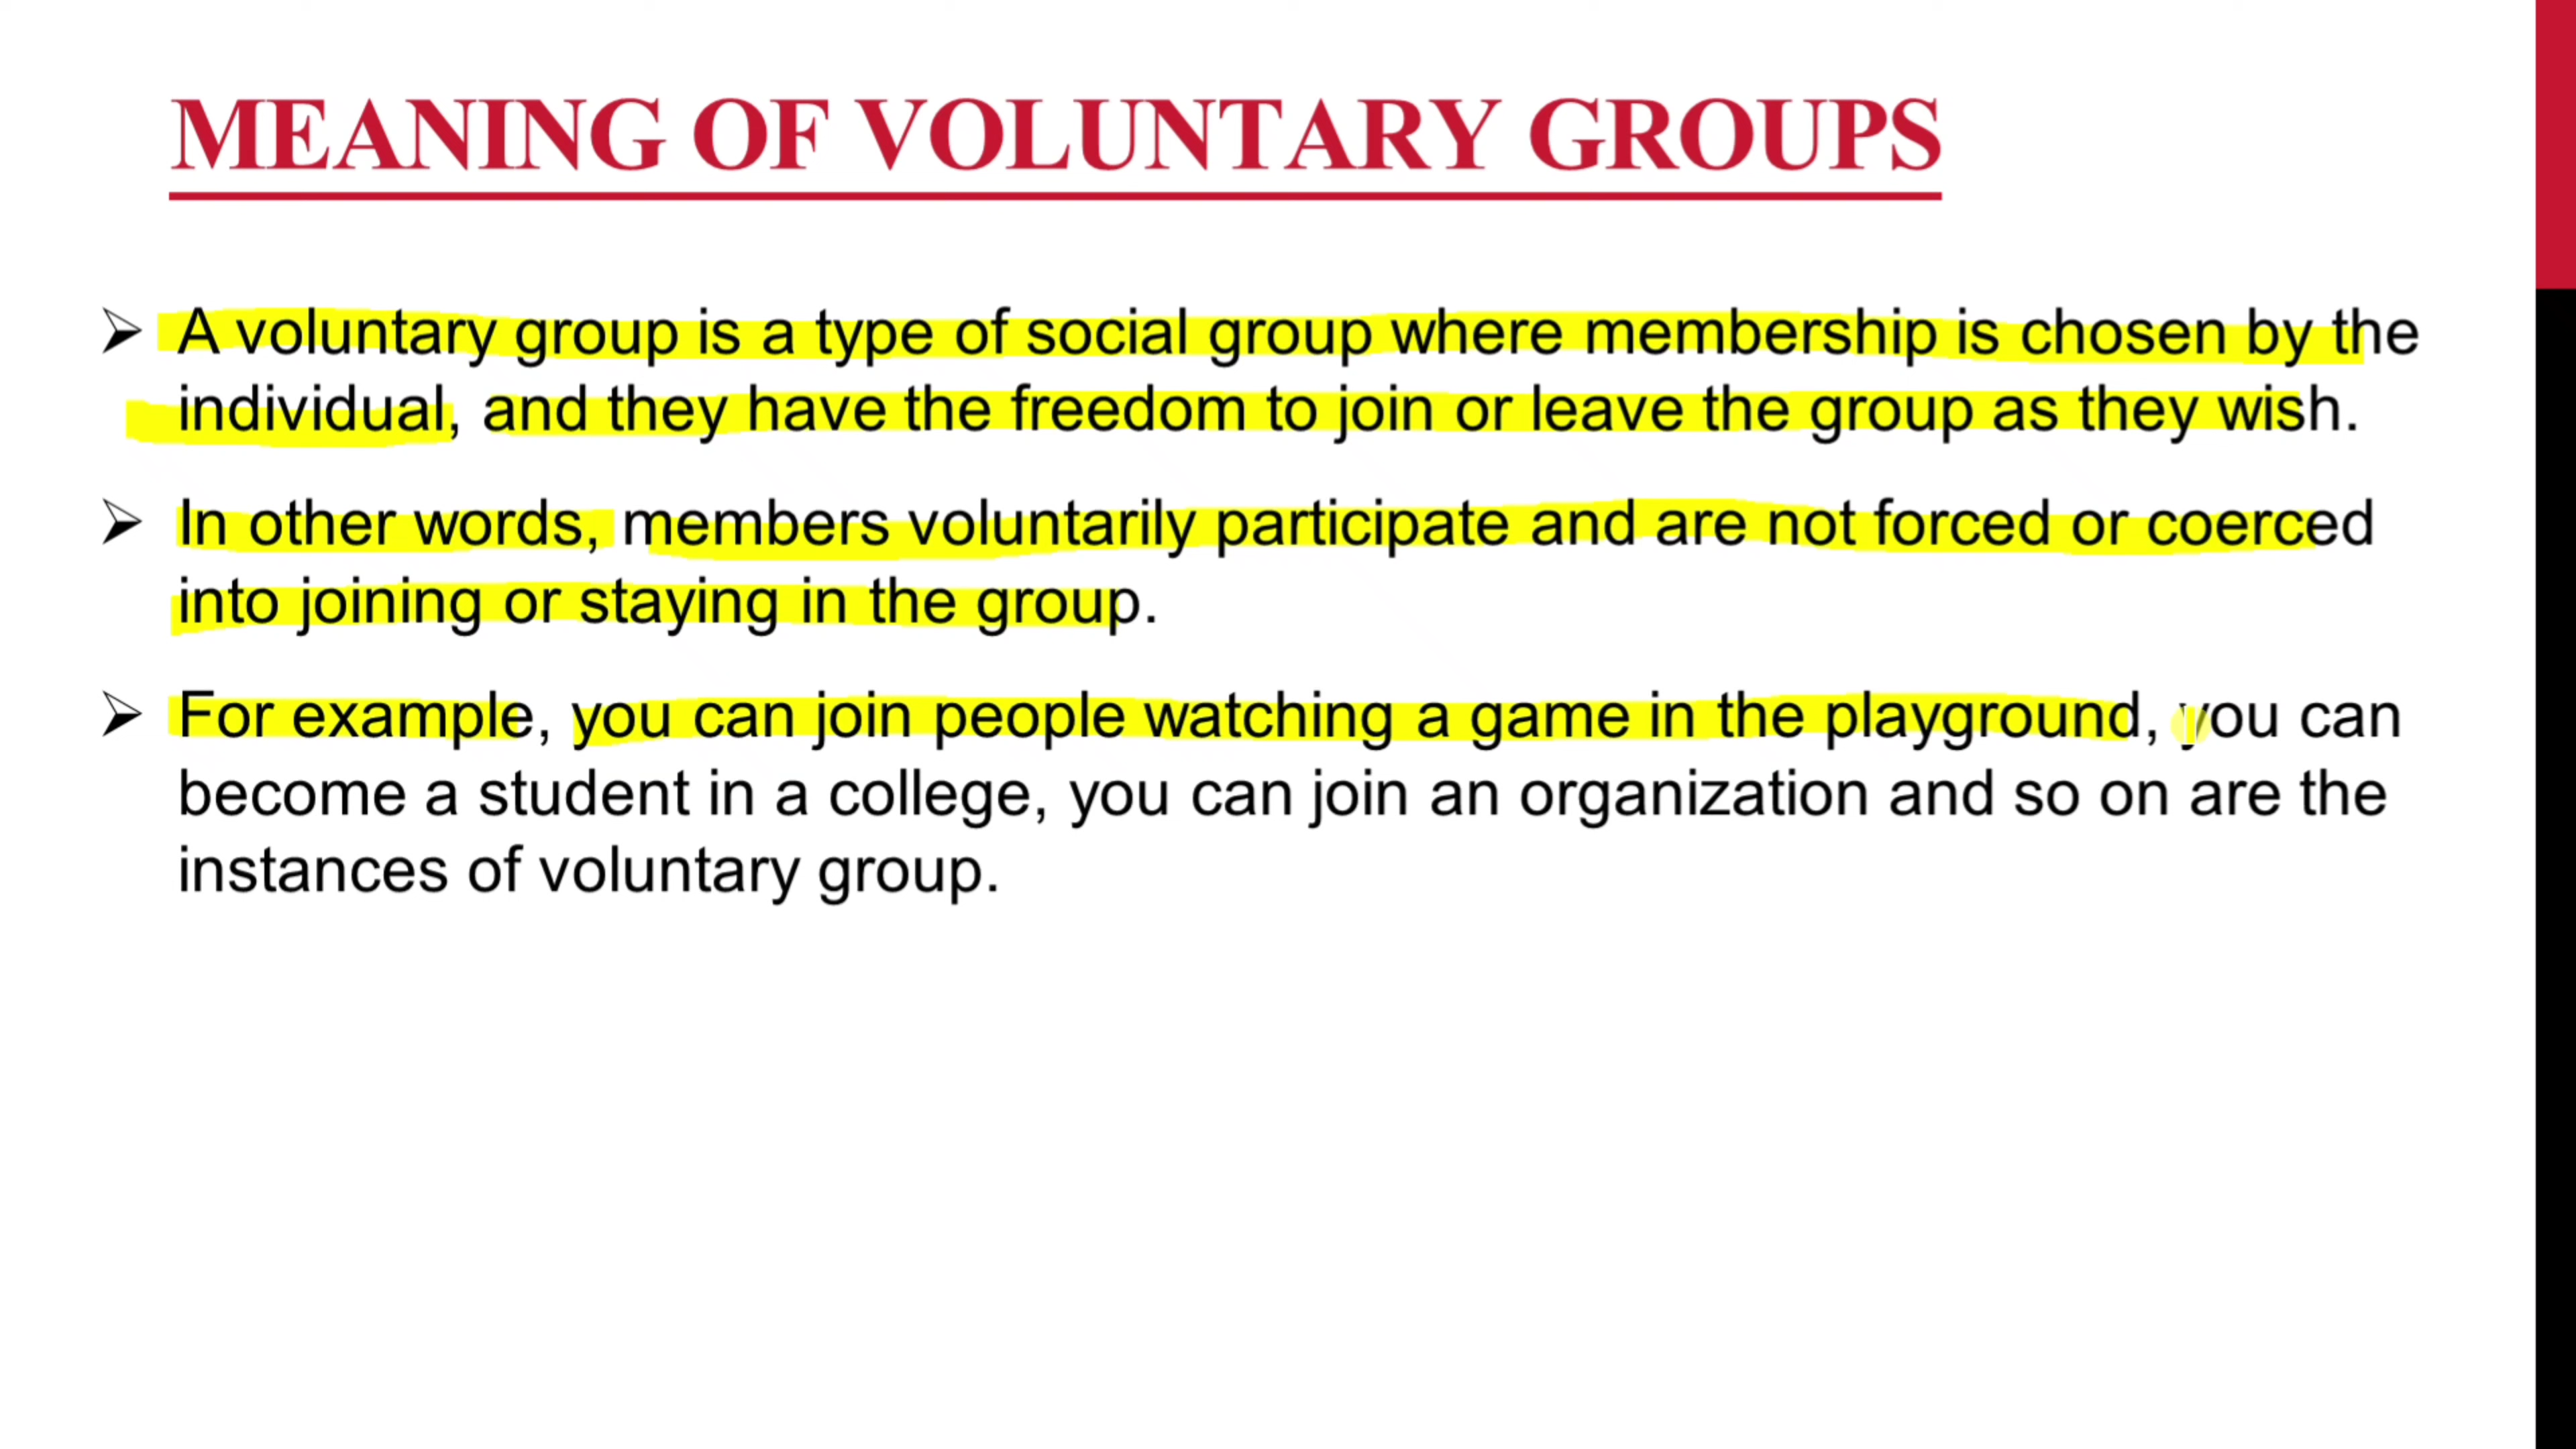 MEANING OF VOLUNTARY GROUPS
A voluntary group is a type of social group where membership is chosen by the
individual, and they have the freedom to join or leave the group as they wish.
In other words, members voluntarily participate and are not forced or coerced
into joining or staying in the group.
For example, you can join people watching a game in the playground, you can
become a student in a college, you can join an organization and so on are the
instances of voluntary group.